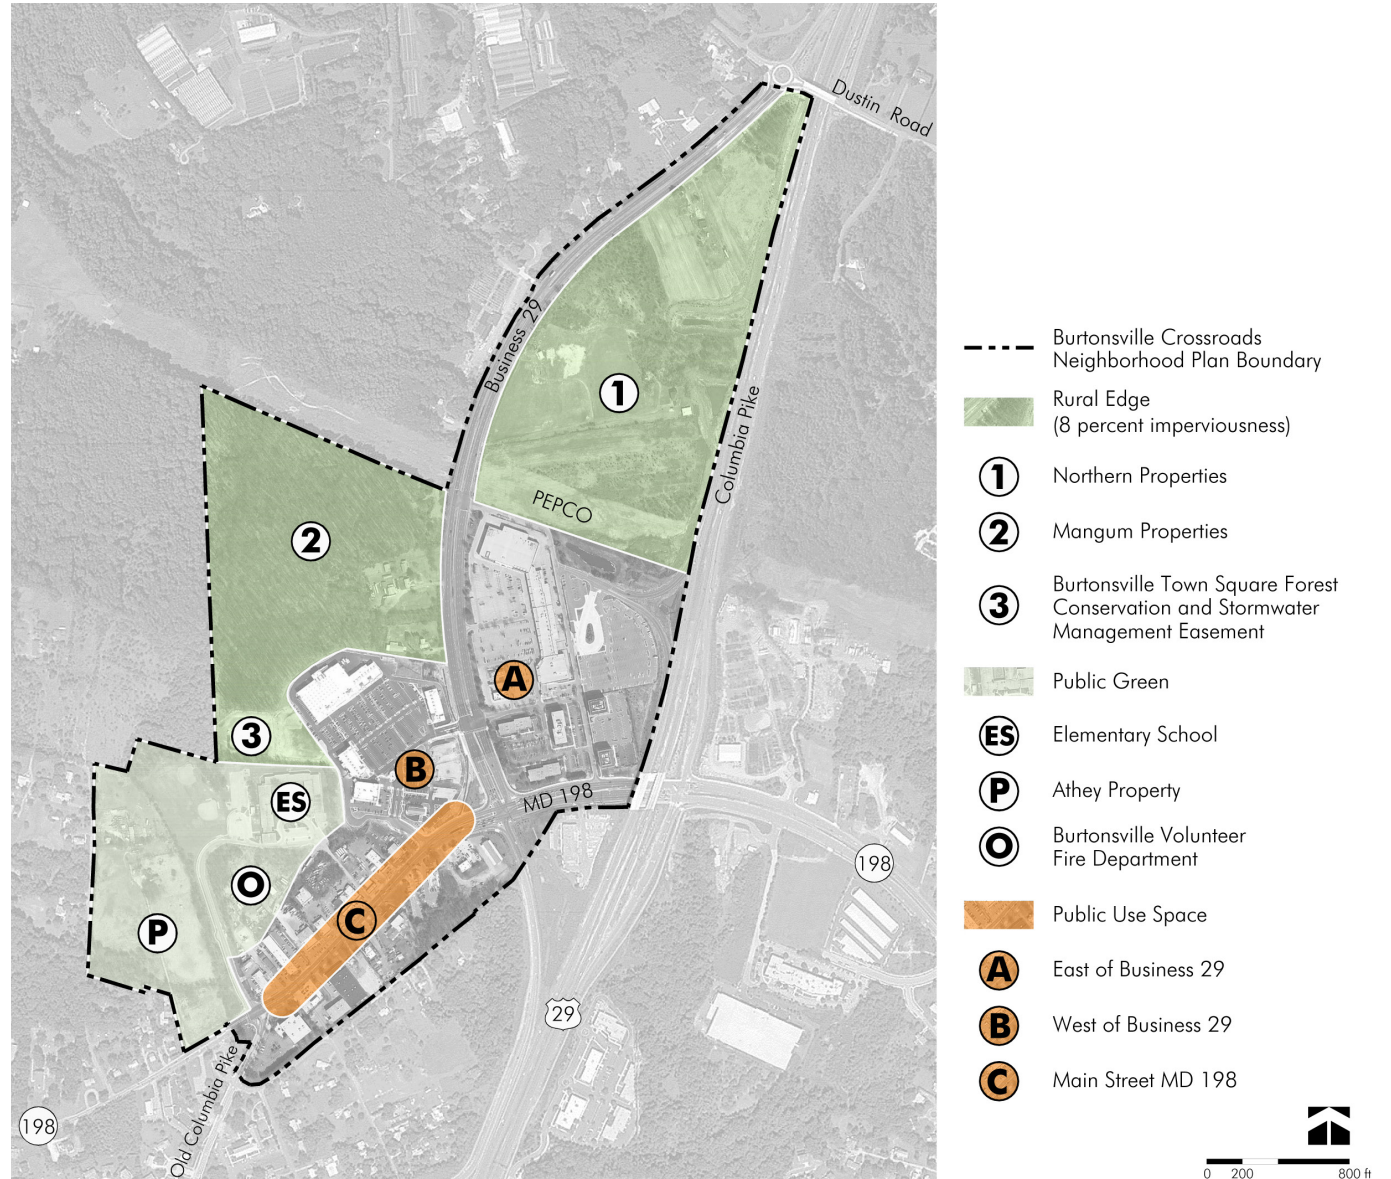 Dustin Road
Business 29
1
Columbia Pike
PEPCO
2
A
3
B
MD 198
ES
O
C
P
198
29
Old Columbia Pike
198
Burtonsville Crossroads
Neighborhood Plan Boundary
Rural Edge
(8 percent imperviousness)
1 Northern Properties
2 Mangum Properties
3 Burtonsville Town Square Forest
Conservation and Stormwater
Management Easement
Public Green
ES Elementary School
P Athey Property
O Burtonsville Volunteer
Fire Department
Public Use Space
A East of Business 29
B West of Business 29
C Main Street MD 198
0 200 800 ft